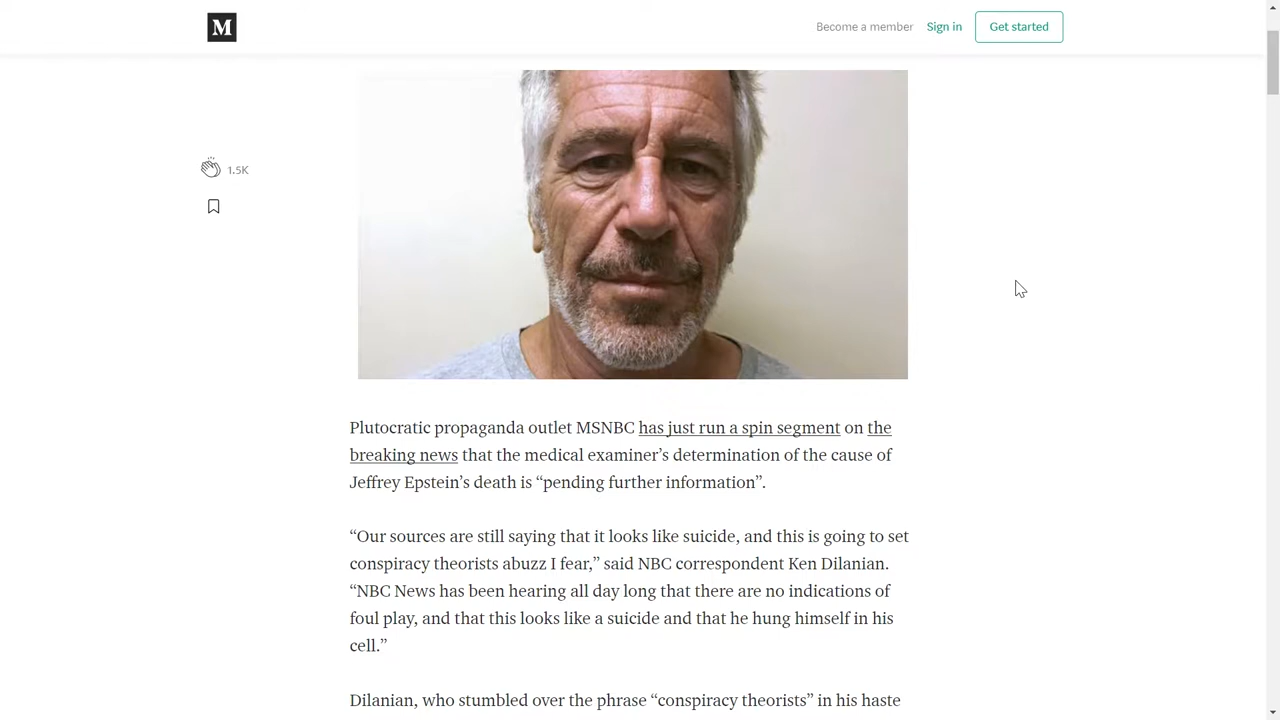 M
Become a member Sign in Get started
1.5K
Plutocratic propaganda outlet MSNBC has just run a spin segment on the
breaking news that the medical examiner’s determination of the cause of
Jeffrey Epstein’s death is “pending further information”.
“Our sources are still saying that it looks like suicide, and this is going to set
conspiracy theorists abuzz I fear,” said NBC correspondent Ken Dilanian.
“NBC News has been hearing all day long that there are no indications of
foul play, and that this looks like a suicide and that he hung himself in his
cell.”
Dilanian, who stumbled over the phrase “conspiracy theorists” in his haste